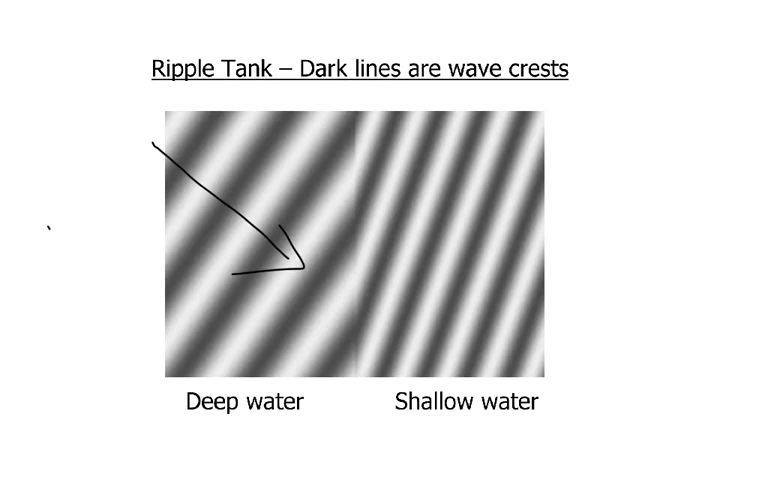 Ripple Tank – Dark lines are wave crests
Deep water
Shallow water